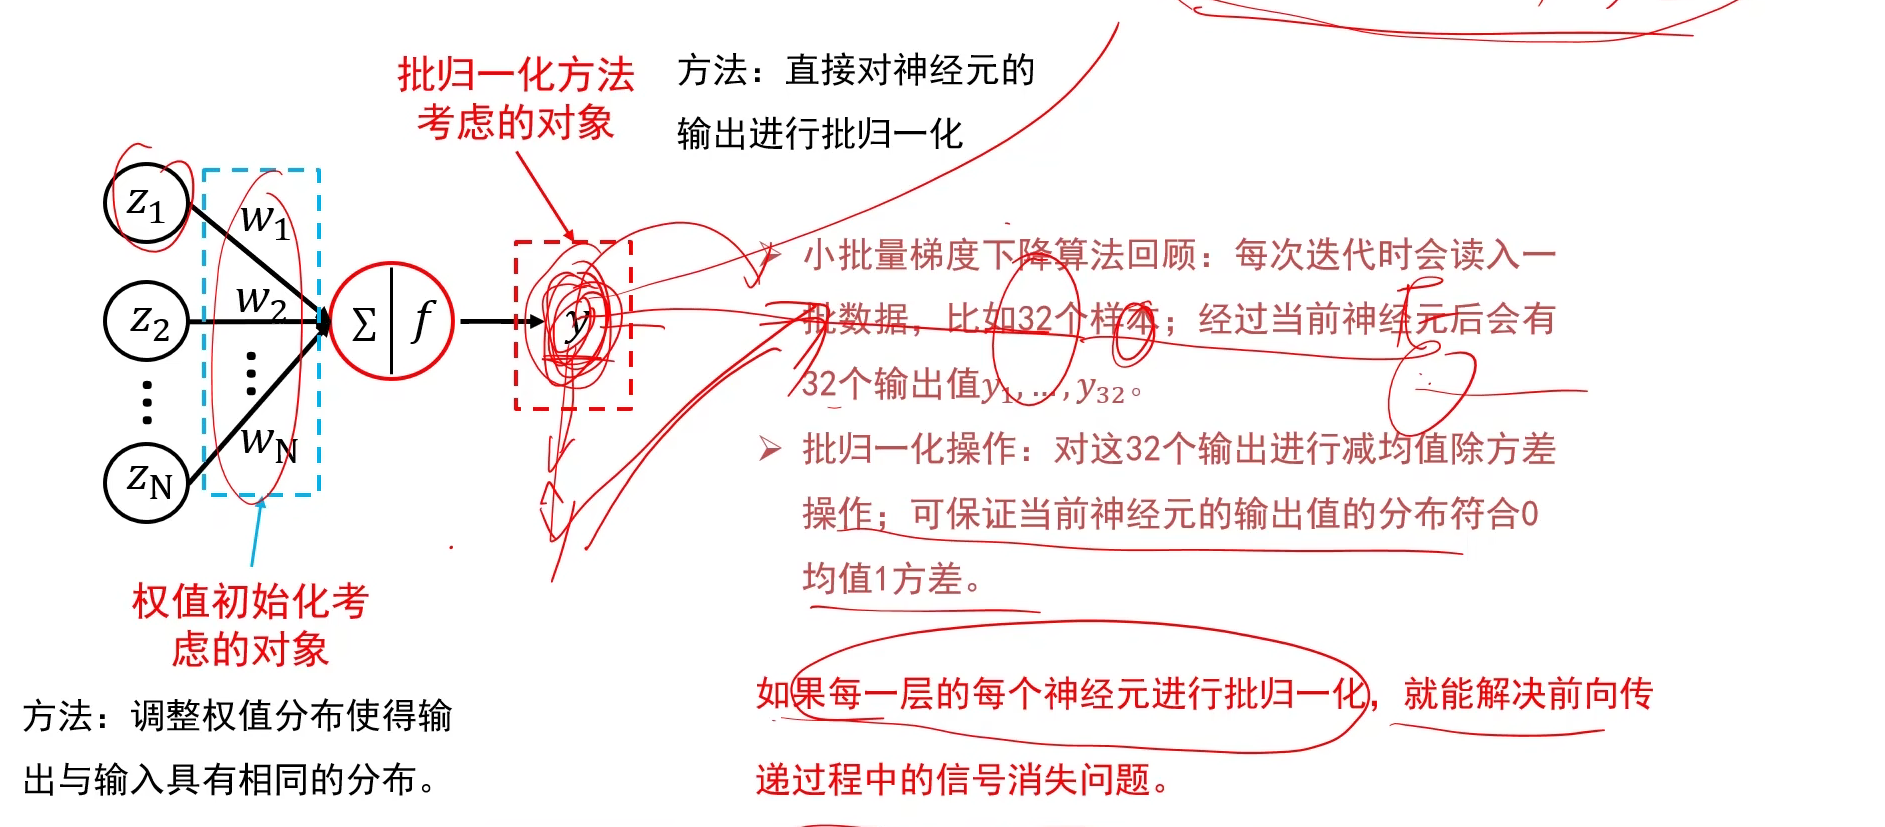 批归一化方法
考虑的对象
方法：直接对神经元的
输出进行批归一化
z₁
z₂
⋮
z_N
w₁
w₂
⋮
w_N
∑ f
y
权值初始化考
虑的对象
方法：调整权值分布使得输
出与输入具有相同的分布。
➢ 小批量梯度下降算法回顾：每次迭代时会读入一
批数据，比如32个样本；经过当前神经元后会有
32个输出值y₁,…,y₃₂。
➢ 批归一化操作：对这32个输出进行减均值除方差
操作；可保证当前神经元的输出值的分布符合0
均值1方差。
如果每一层的每个神经元进行批归一化，就能解决前向传
递过程中的信号消失问题。